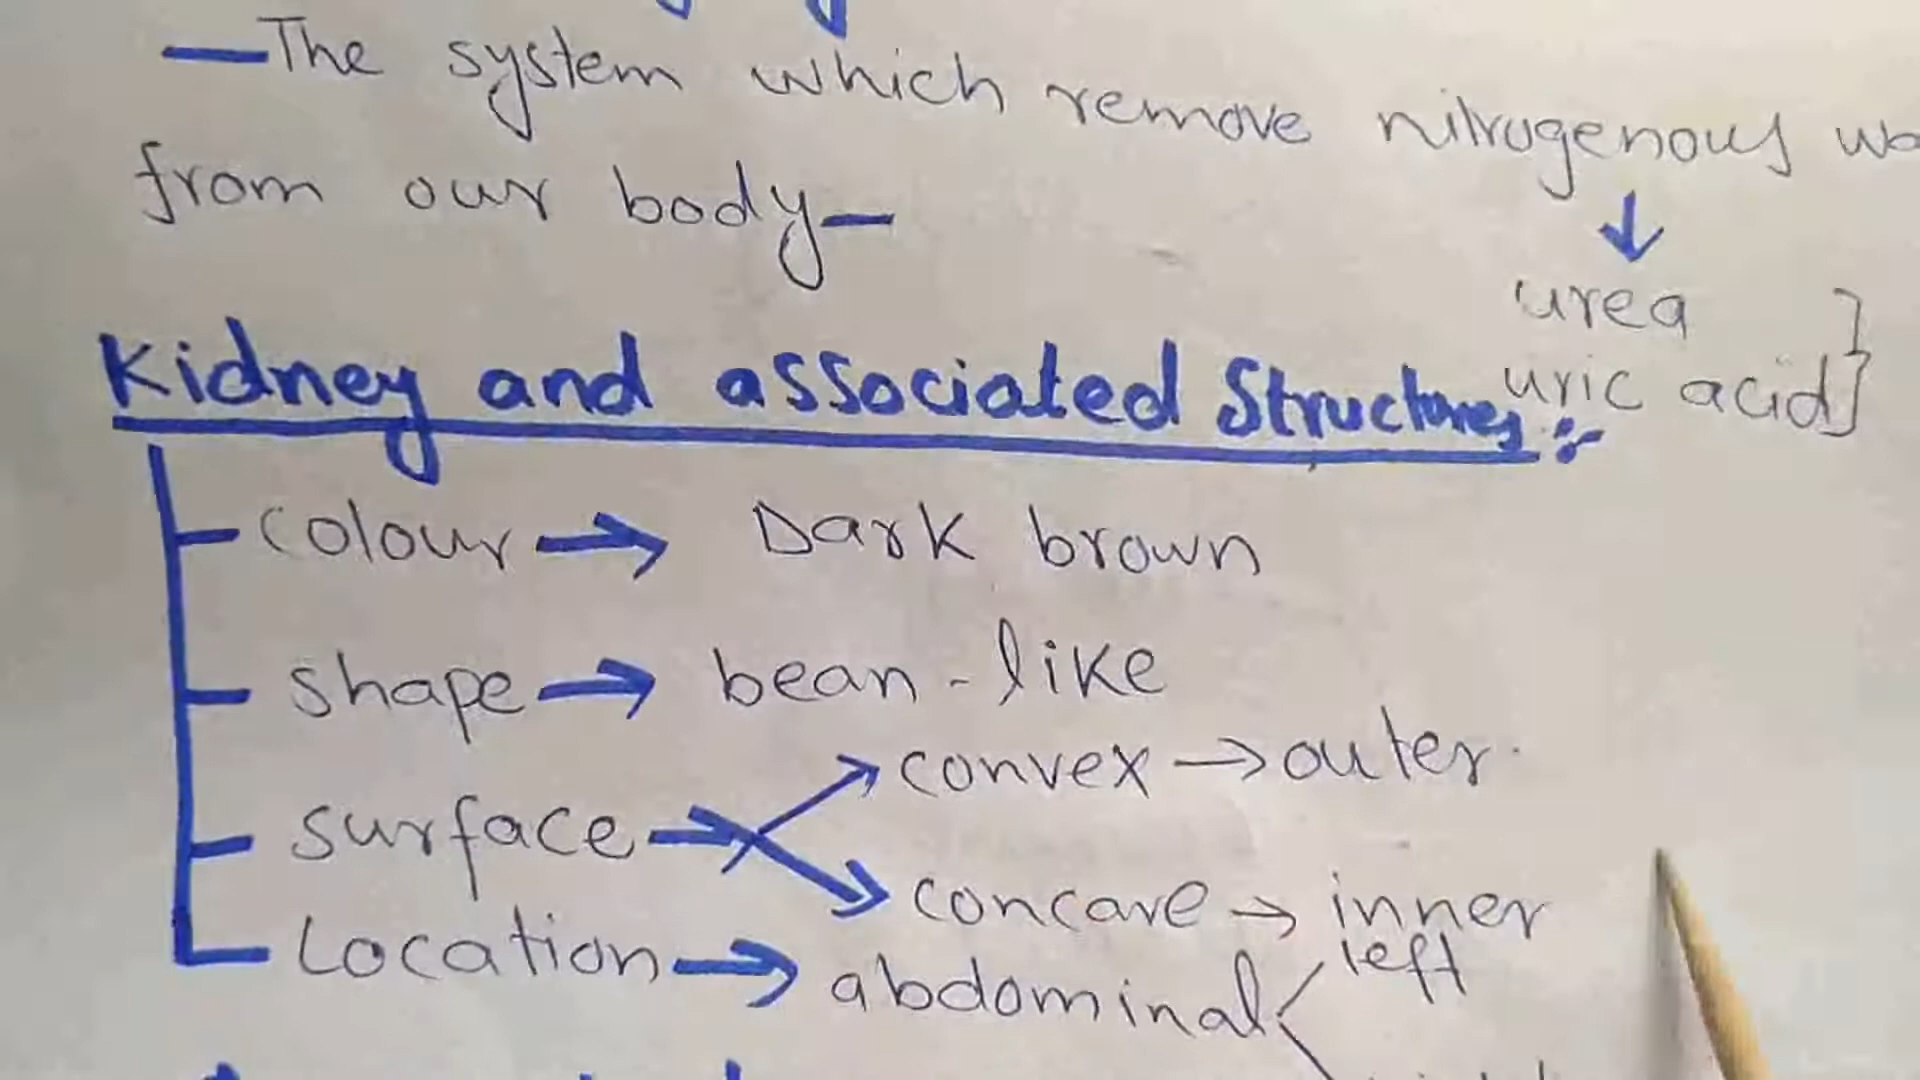 —The system which remove nitrogenous
from our body—
↓
urea
uric acid
Kidney and associated Structures:-
colour → Dark brown
shape → bean-like
surface → convex → outer
concave → inner
Location → abdominal left